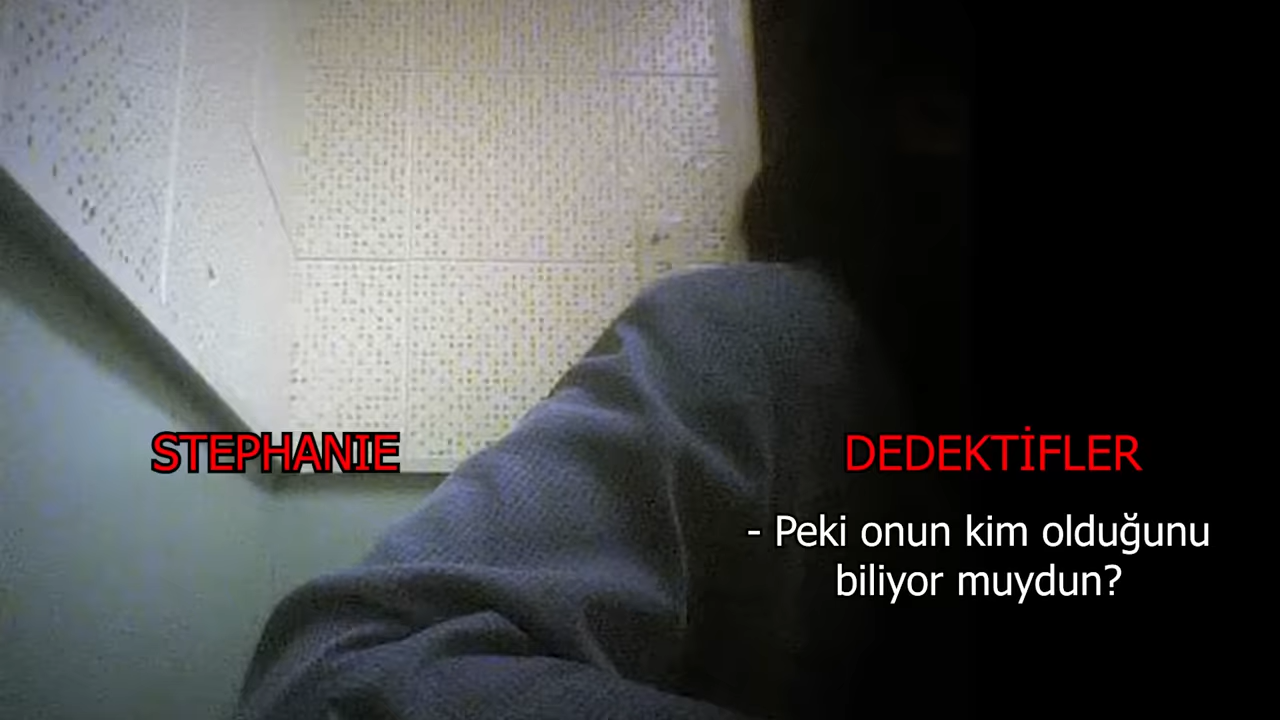 STEPHANIE
DEDEKTİFLER
- Peki onun kim olduğunu
biliyor muydun?